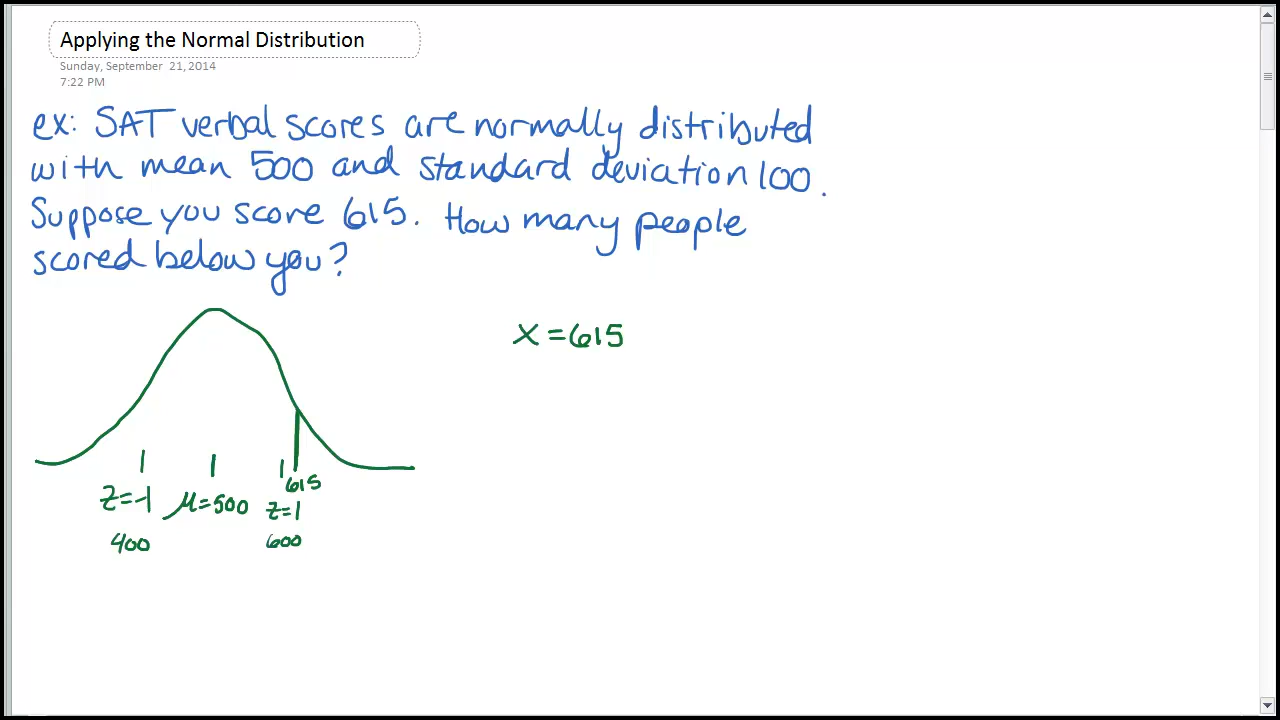 Applying the Normal Distribution
Sunday, September 21, 2014
7:22 PM
ex: SAT verbal scores are normally distributed
with mean 500 and standard deviation 100.
Suppose you score 615. How many people
scored below you?
X = 615
615
Z=-1 μ=500 Z=1
400 600